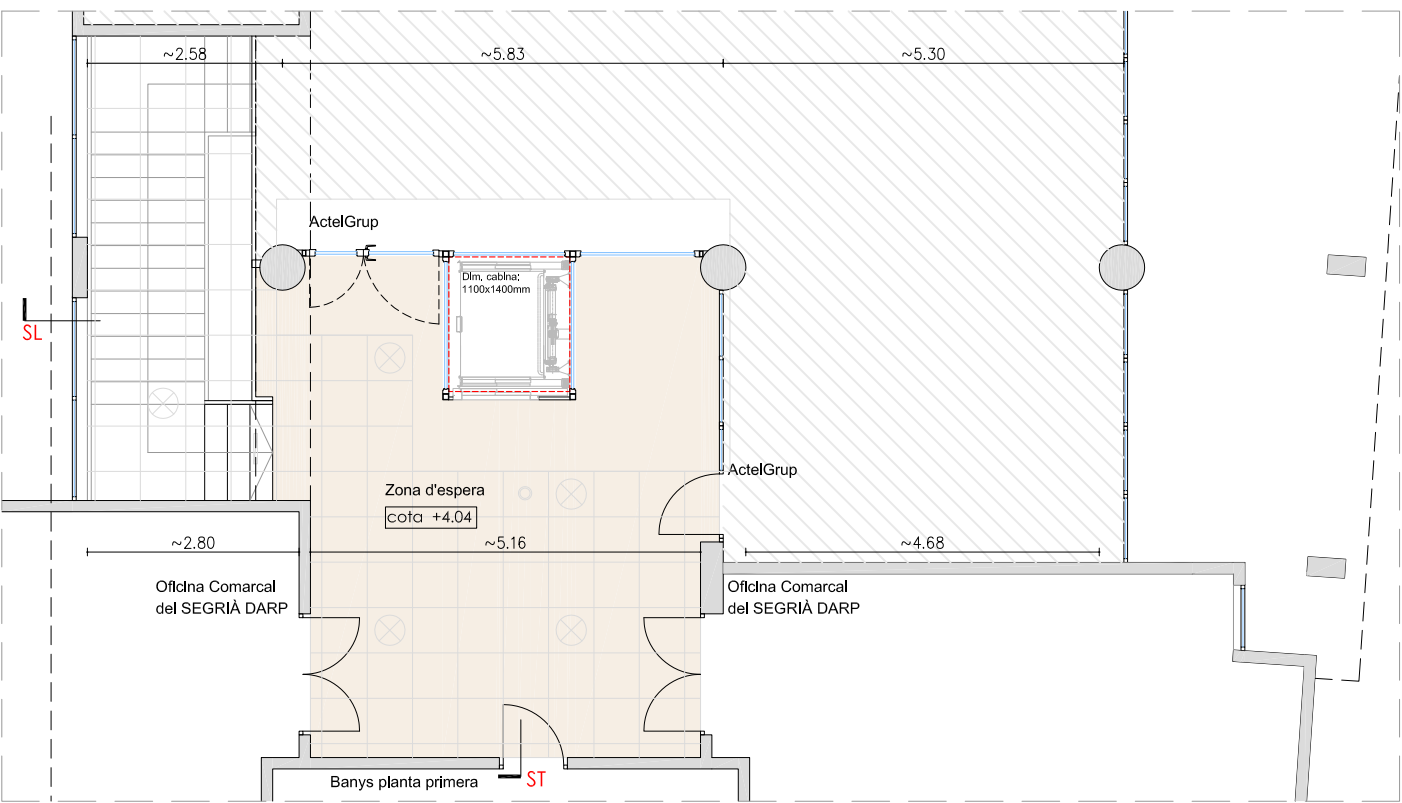 ~2.58
~5.83
~5.30
ActelGrup
Dim. cabina:
1100x1400mm
SL
ActelGrup
Zona d'espera
cota +4.04
~2.80
~5.16
~4.68
Oficina Comarcal
del SEGRIÀ DARP
Oficina Comarcal
del SEGRIÀ DARP
Banys planta primera
ST